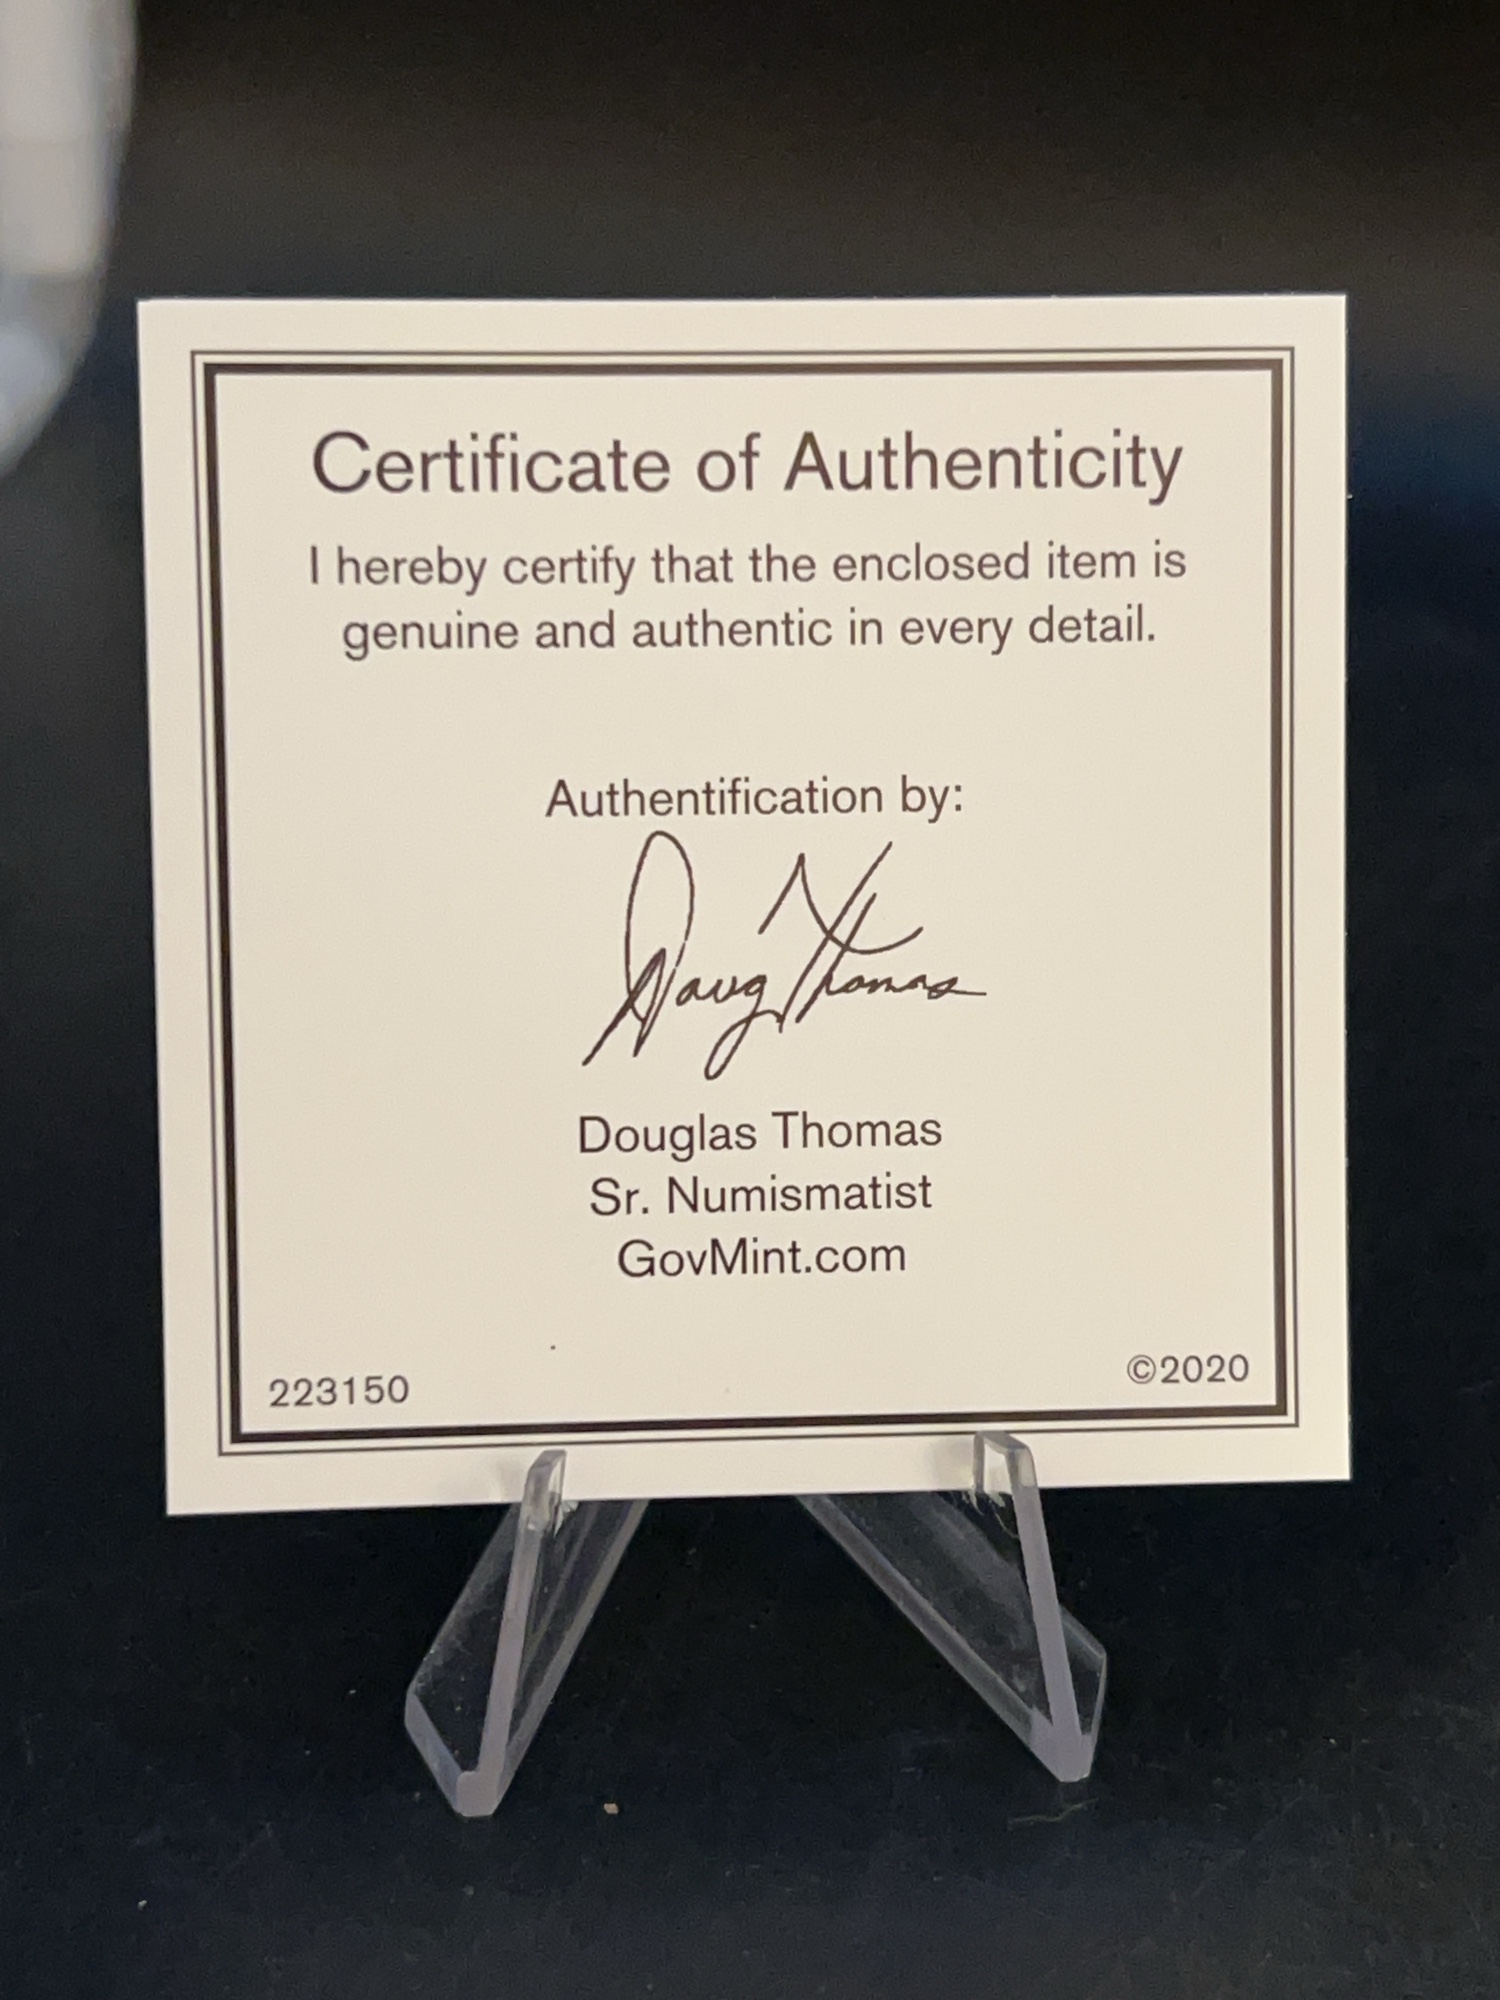 Certificate of Authenticity
I hereby certify that the enclosed item is
genuine and authentic in every detail.
Authentification by:
Doug Thomas
Douglas Thomas
Sr. Numismatist
GovMint.com
223150
©2020